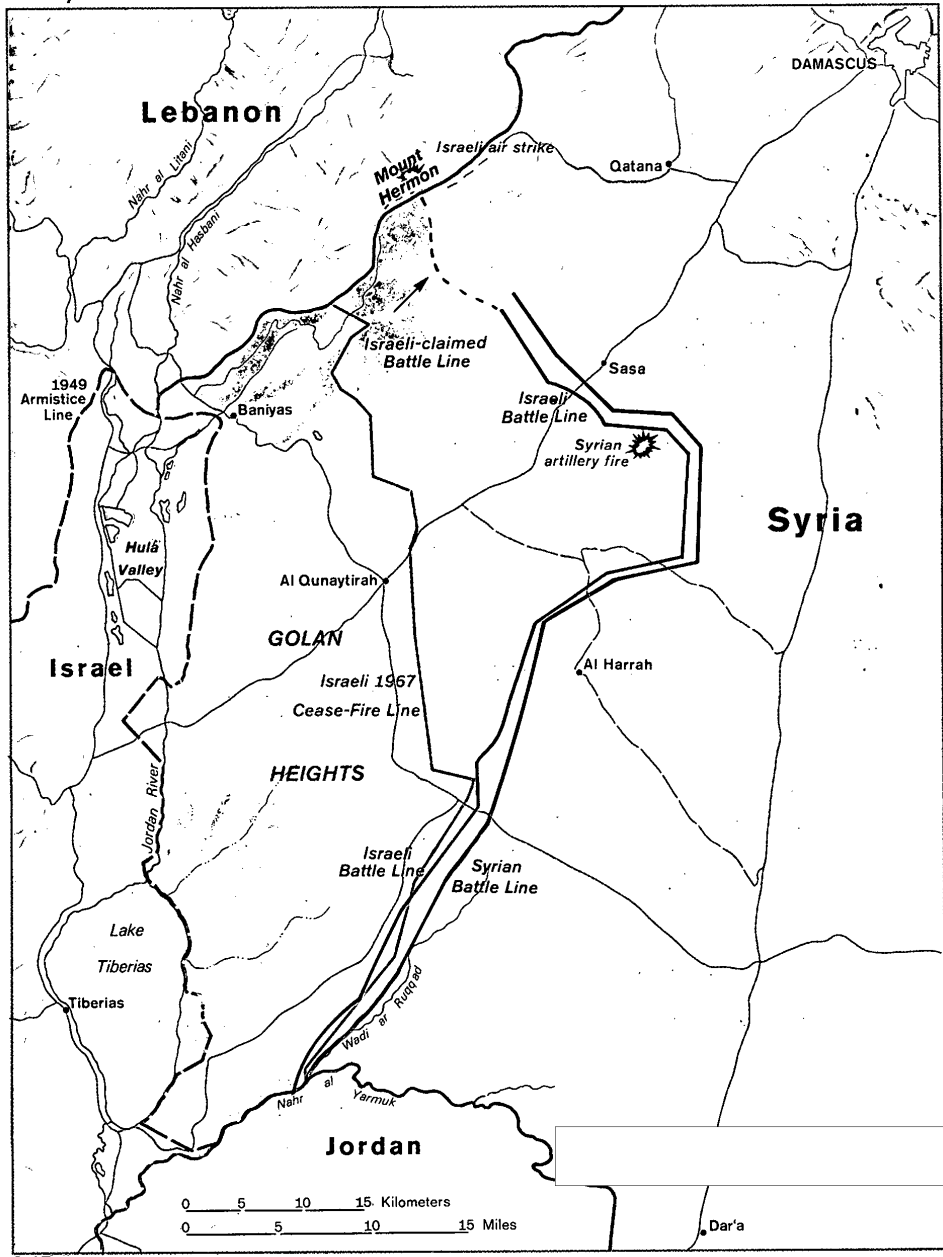 DAMASCUS
Lebanon
Nahr al Litani
Israeli air strike
Mount
Hermon
Qatana
Nahr al Hasbani
Israeli-claimed
Battle Line
Sasa
1949
Armistice
Line
Israeli
Battle Line
Baniyas
Syrian
artillery fire
Syria
Hula
Valley
Al Qunaytirah
GOLAN
Israel
Al Harrah
Israeli 1967
Cease-Fire Line
HEIGHTS
Jordan River
Israeli
Battle Line
Syrian
Battle Line
Lake
Tiberias
Tiberias
Wadi ar Ruqqad
Nahr al Yarmuk
Jordan
0 5 10 15 Kilometers
0 5 10 15 Miles
Dar'a